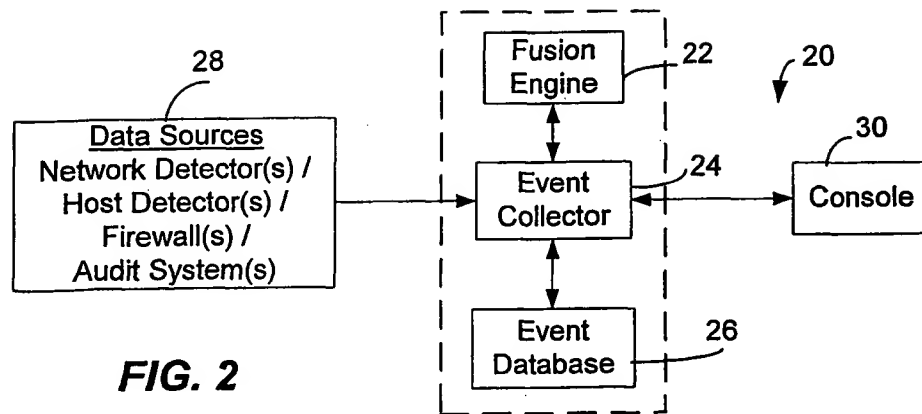 28
Data Sources
Network Detector(s) /
Host Detector(s) /
Firewall(s) /
Audit System(s)
Fusion
Engine
22
Event
Collector
24
Event
Database
26
20
30
Console
FIG. 2